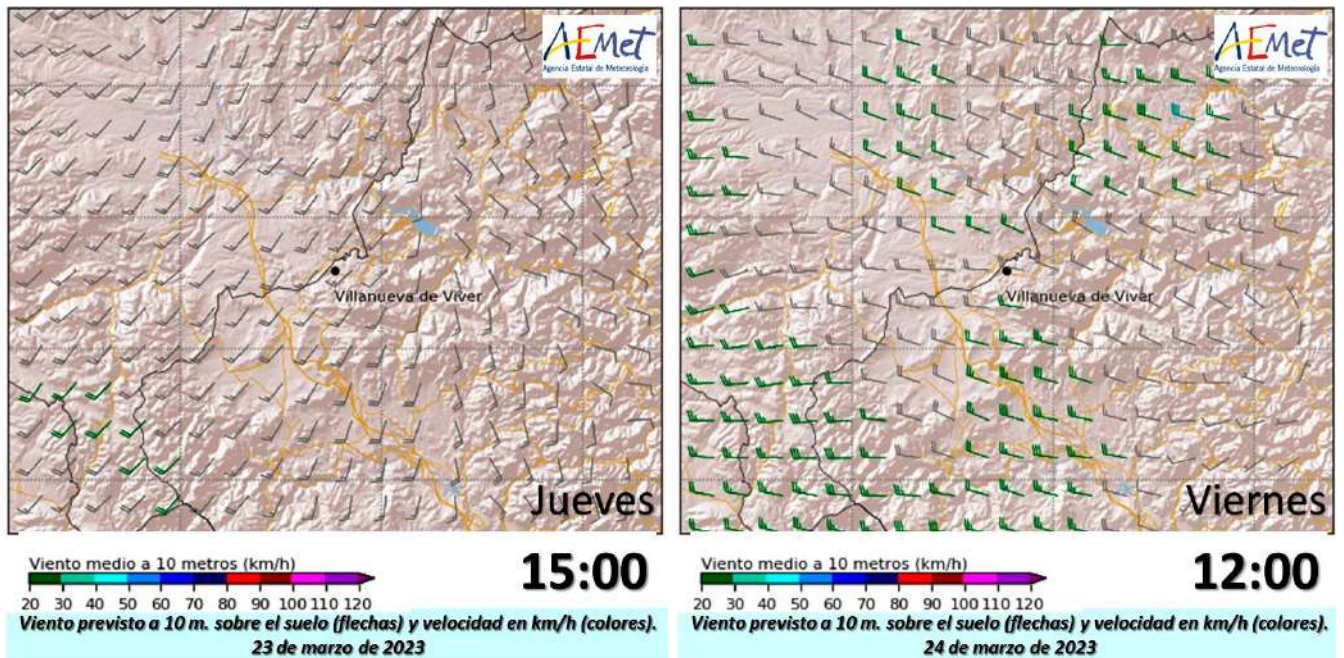 AEMet
Agencia Estatal de Meteorología
Villanueva de Viver
Jueves
Viento medio a 10 metros (km/h)
20 30 40 50 60 70 80 90 100 110 120
15:00
Viento previsto a 10 m. sobre el suelo (flechas) y velocidad en km/h (colores).
23 de marzo de 2023
AEMet
Agencia Estatal de Meteorología
Villanueva de Viver
Viernes
Viento medio a 10 metros (km/h)
20 30 40 50 60 70 80 90 100 110 120
12:00
Viento previsto a 10 m. sobre el suelo (flechas) y velocidad en km/h (colores).
24 de marzo de 2023